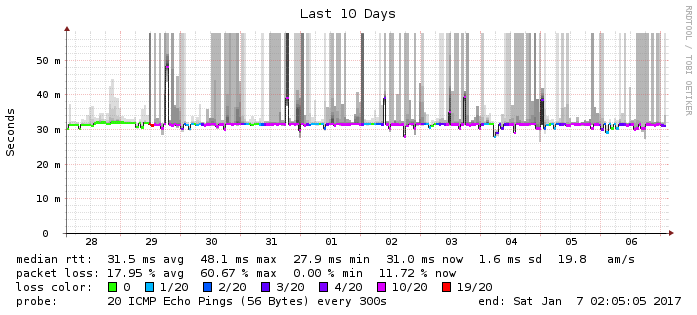 Last 10 Days
RRDTOOL / TOBI OETIKER
Seconds
50 m
40 m
30 m
20 m
10 m
0
28 29 30 31 01 02 03 04 05 06
median rtt: 31.5 ms avg 48.1 ms max 27.9 ms min 31.0 ms now 1.6 ms sd 19.8 am/s
packet loss: 17.95 % avg 60.67 % max 0.00 % min 11.72 % now
loss color: 0 1/20 2/20 3/20 4/20 10/20 19/20
probe: 20 ICMP Echo Pings (56 Bytes) every 300s end: Sat Jan 7 02:05:05 2017